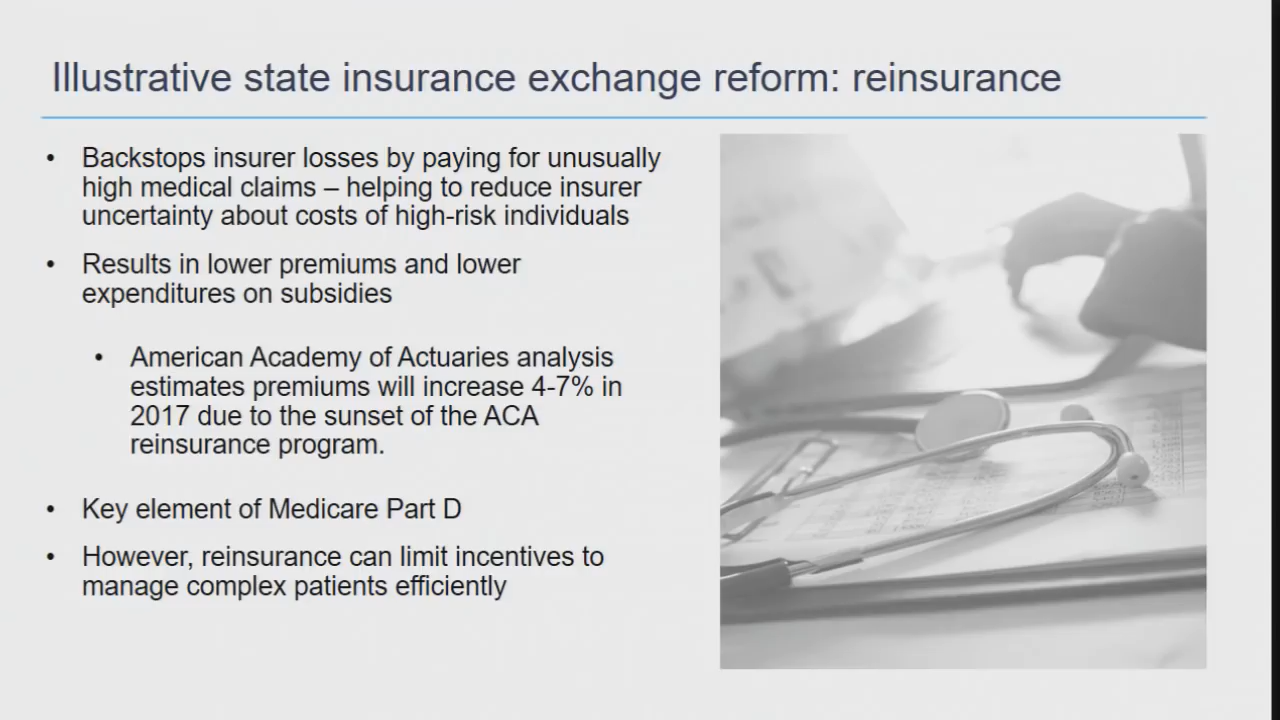 Illustrative state insurance exchange reform: reinsurance
• Backstops insurer losses by paying for unusually
high medical claims – helping to reduce insurer
uncertainty about costs of high-risk individuals
• Results in lower premiums and lower
expenditures on subsidies
• American Academy of Actuaries analysis
estimates premiums will increase 4-7% in
2017 due to the sunset of the ACA
reinsurance program.
• Key element of Medicare Part D
• However, reinsurance can limit incentives to
manage complex patients efficiently